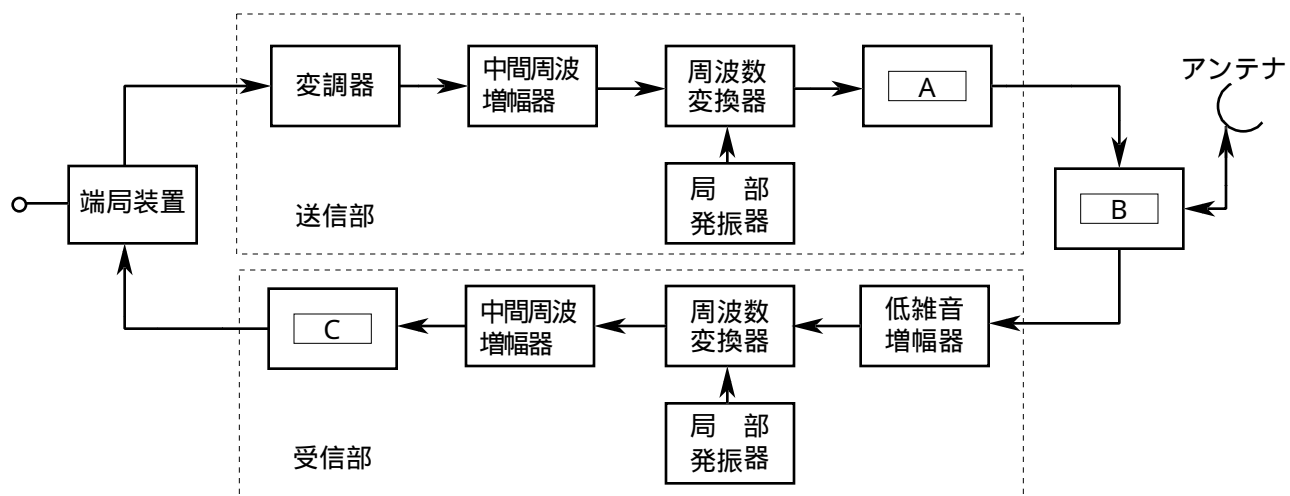 変調器
中間周波
増幅器
周波数
変換器
A
アンテナ
端局装置
送信部
局 部
発振器
B
C
中間周波
増幅器
周波数
変換器
低雑音
増幅器
受信部
局 部
発振器